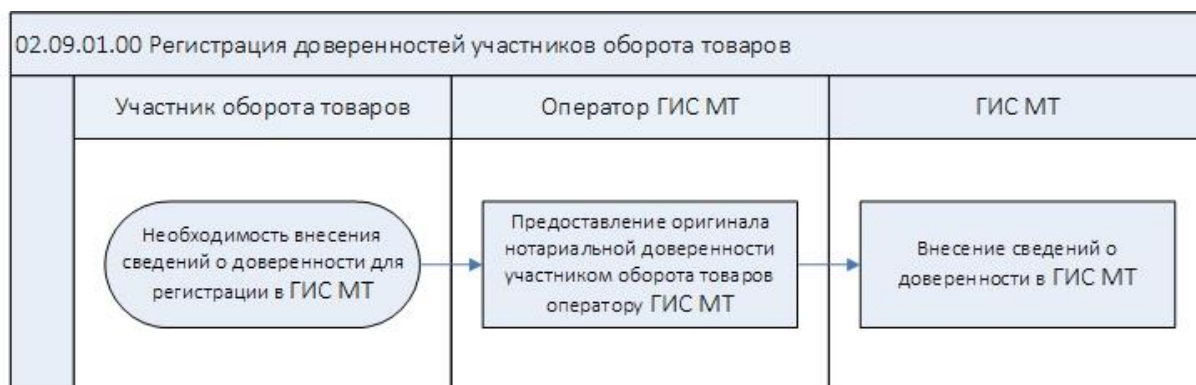 02.09.01.00 Регистрация доверенностей участников оборота товаров
Участник оборота товаров
Оператор ГИС МТ
ГИС МТ
Необходимость внесения
сведений о доверенности для
регистрации в ГИС МТ
Предоставление оригинала
нотариальной доверенности
участником оборота товаров
оператору ГИС МТ
Внесение сведений о
доверенности в ГИС МТ